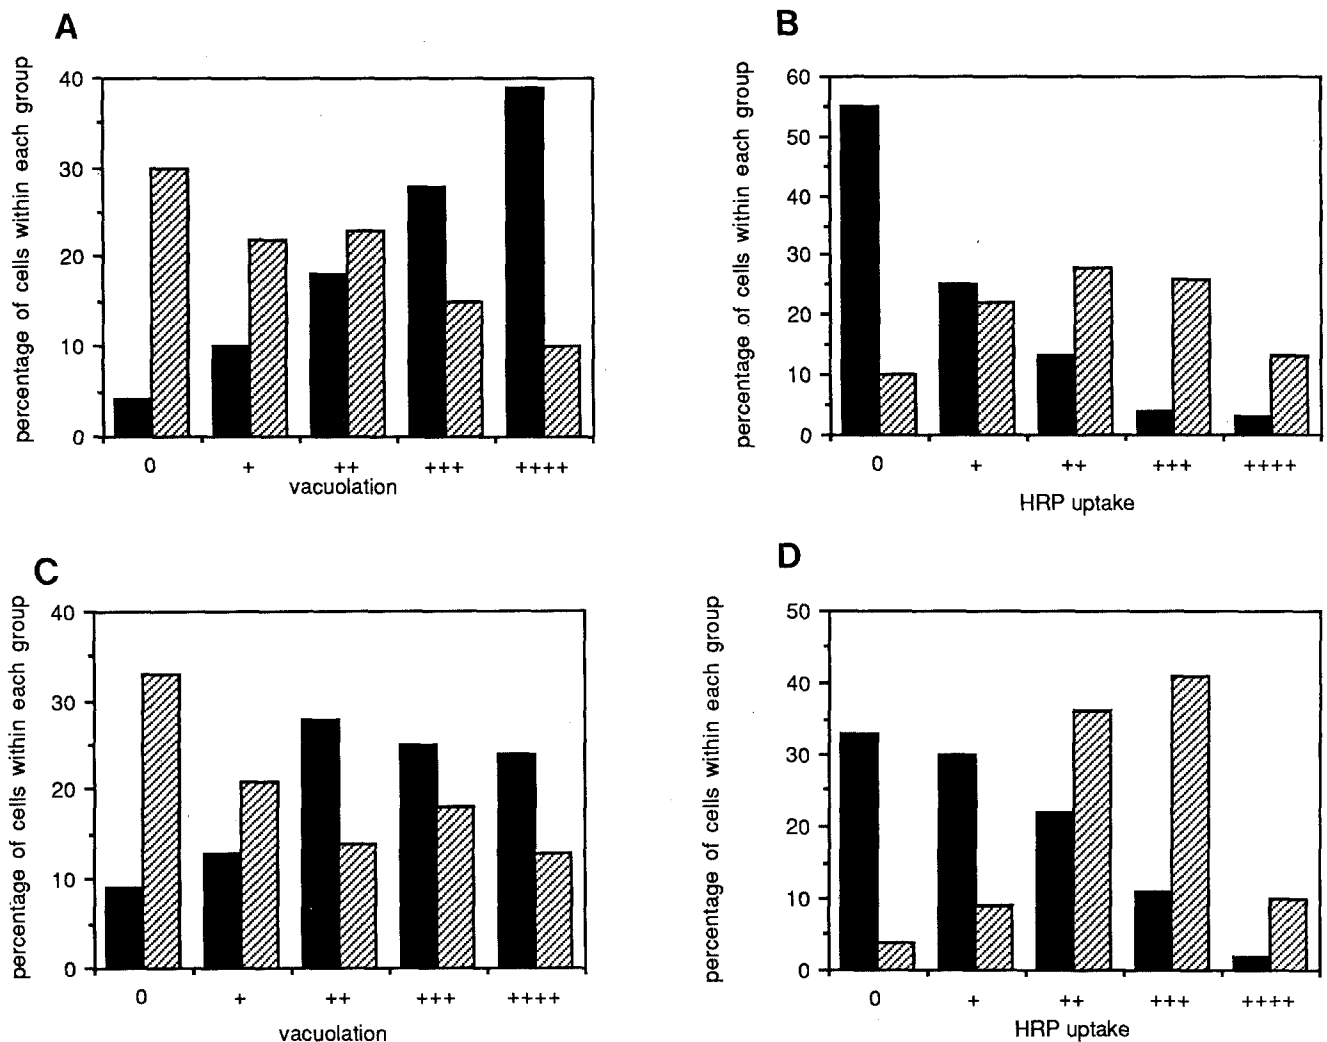 A
percentage of cells within each group
40
30
20
10
0
0 + ++ +++ ++++
vacuolation
B
percentage of cells within each group
60
50
40
30
20
10
0
0 + ++ +++ ++++
HRP uptake
C
percentage of cells within each group
40
30
20
10
0
0 + ++ +++ ++++
vacuolation
D
percentage of cells within each group
50
40
30
20
10
0
0 + ++ +++ ++++
HRP uptake